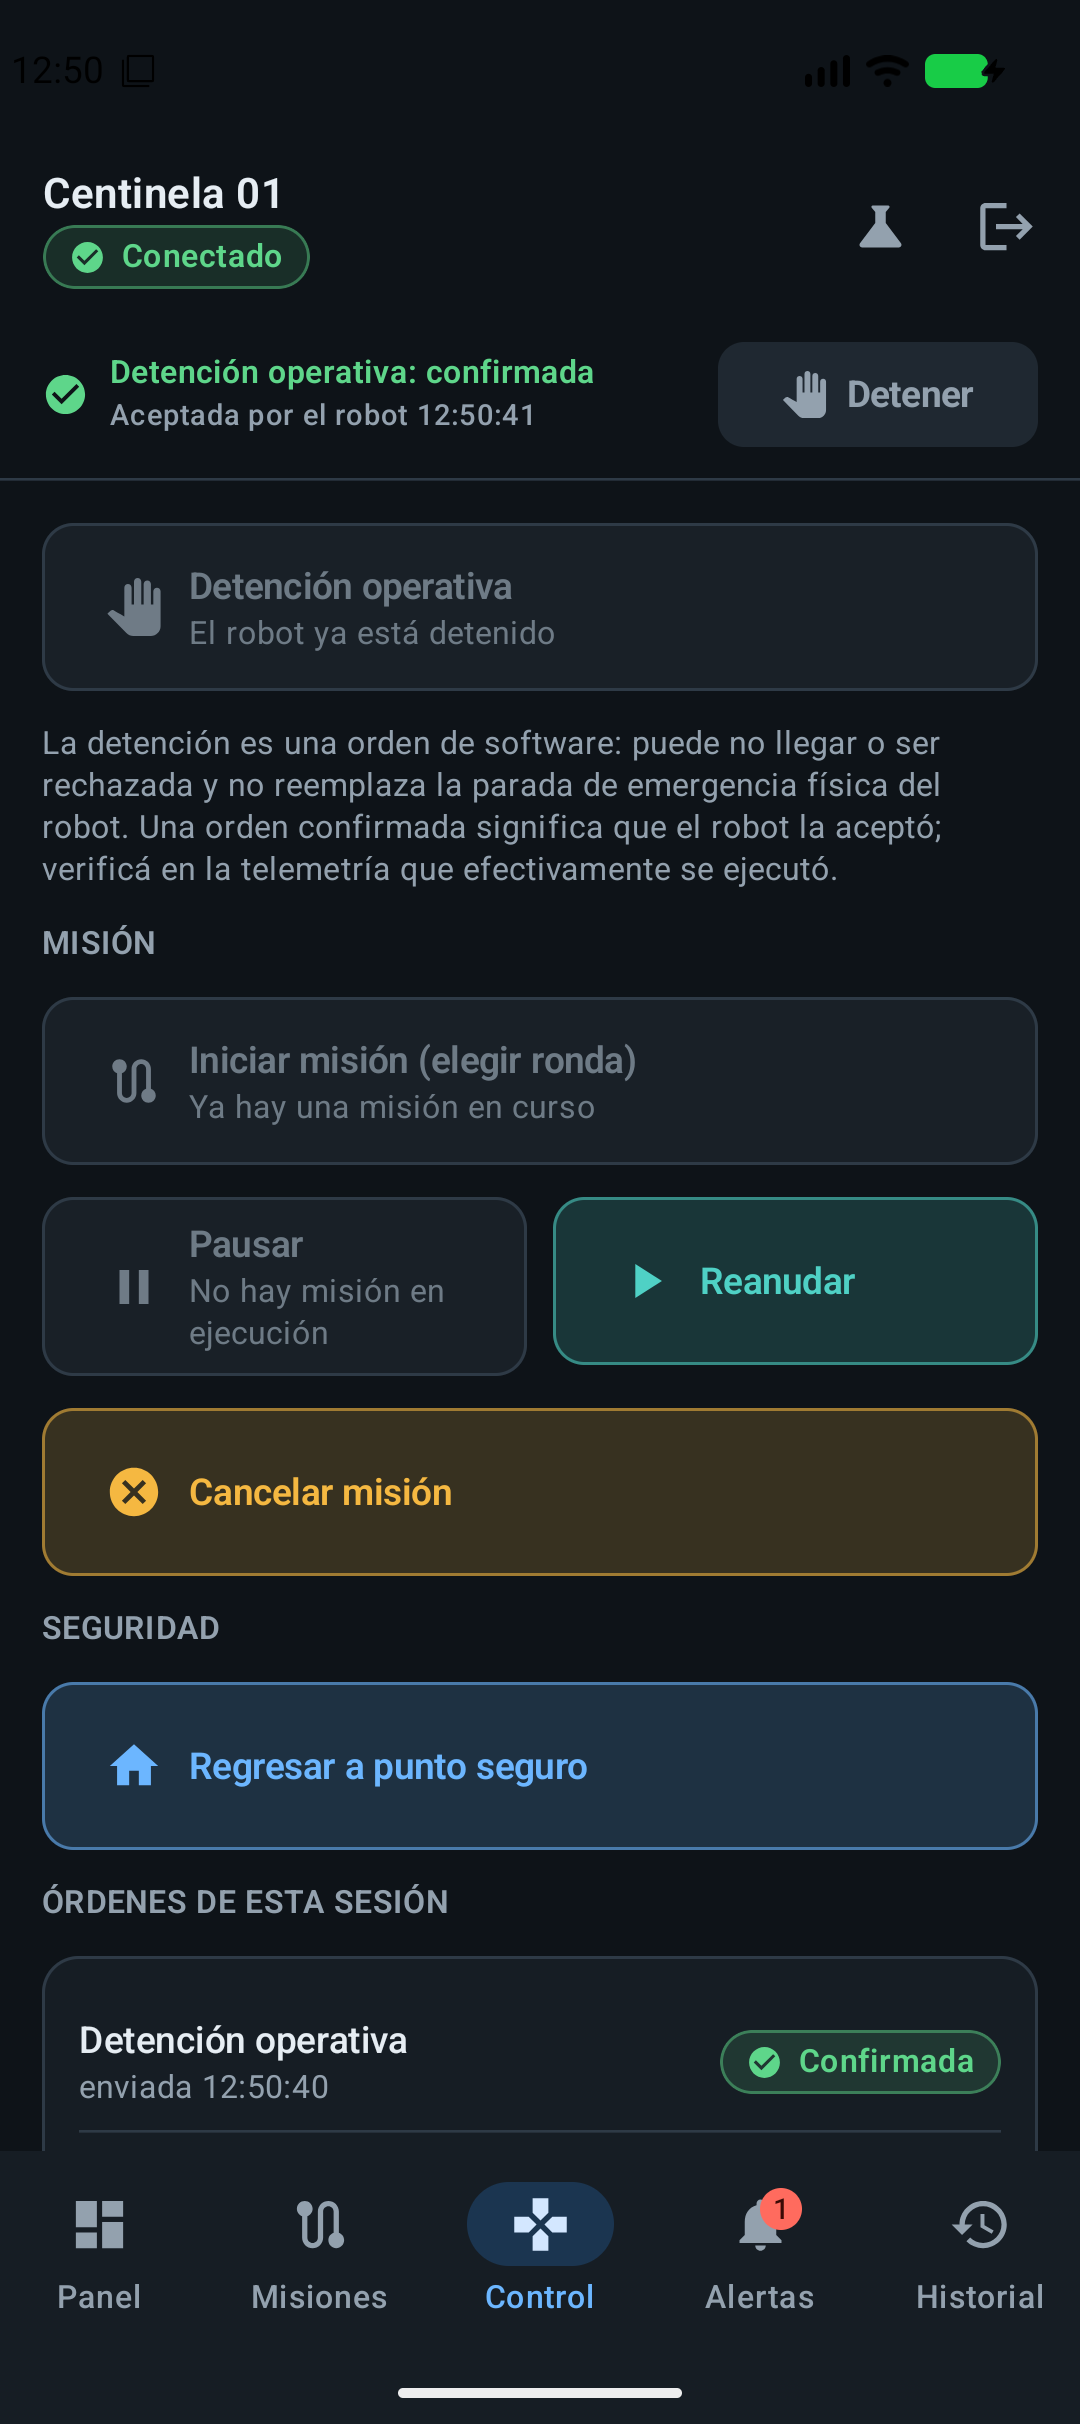 12:50
Centinela 01
Conectado
Detención operativa: confirmada
Aceptada por el robot 12:50:41
Detener
Detención operativa
El robot ya está detenido
La detención es una orden de software: puede no llegar o ser
rechazada y no reemplaza la parada de emergencia física del
robot. Una orden confirmada significa que el robot la aceptó;
verificá en la telemetría que efectivamente se ejecutó.
MISIÓN
Iniciar misión (elegir ronda)
Ya hay una misión en curso
Pausar
No hay misión en
ejecución
Reanudar
Cancelar misión
SEGURIDAD
Regresar a punto seguro
ÓRDENES DE ESTA SESIÓN
Detención operativa
enviada 12:50:40
Confirmada
1
Panel
Misiones
Control
Alertas
Historial